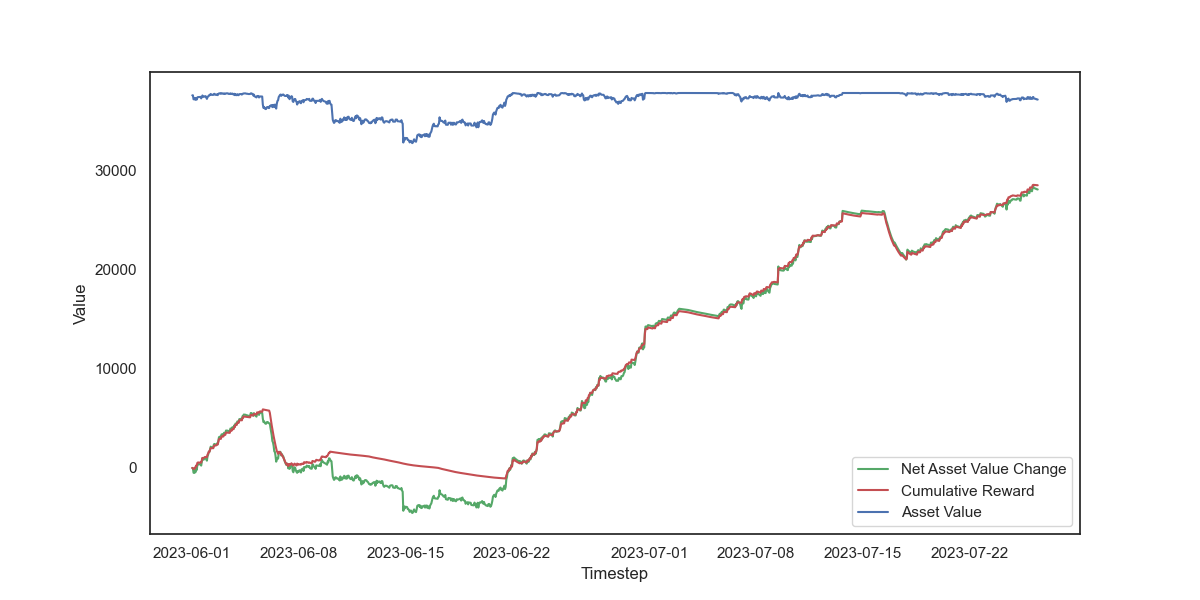 30000
20000
10000
0
Value
Net Asset Value Change
Cumulative Reward
Asset Value
2023-06-01 2023-06-08 2023-06-15 2023-06-22 2023-07-01 2023-07-08 2023-07-15 2023-07-22
Timestep